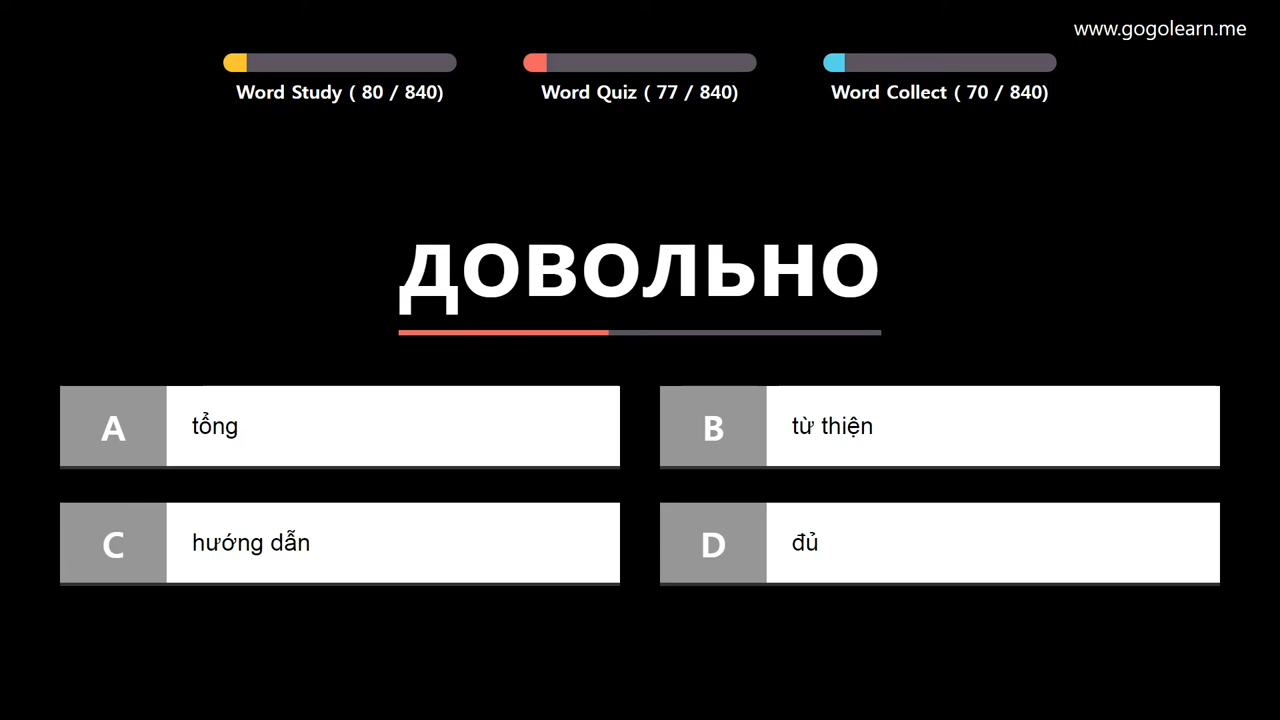 www.gogolearn.me
Word Study ( 80 / 840)
Word Quiz ( 77 / 840)
Word Collect ( 70 / 840)
довольно
A
tổng
B
từ thiện
C
hướng dẫn
D
đủ